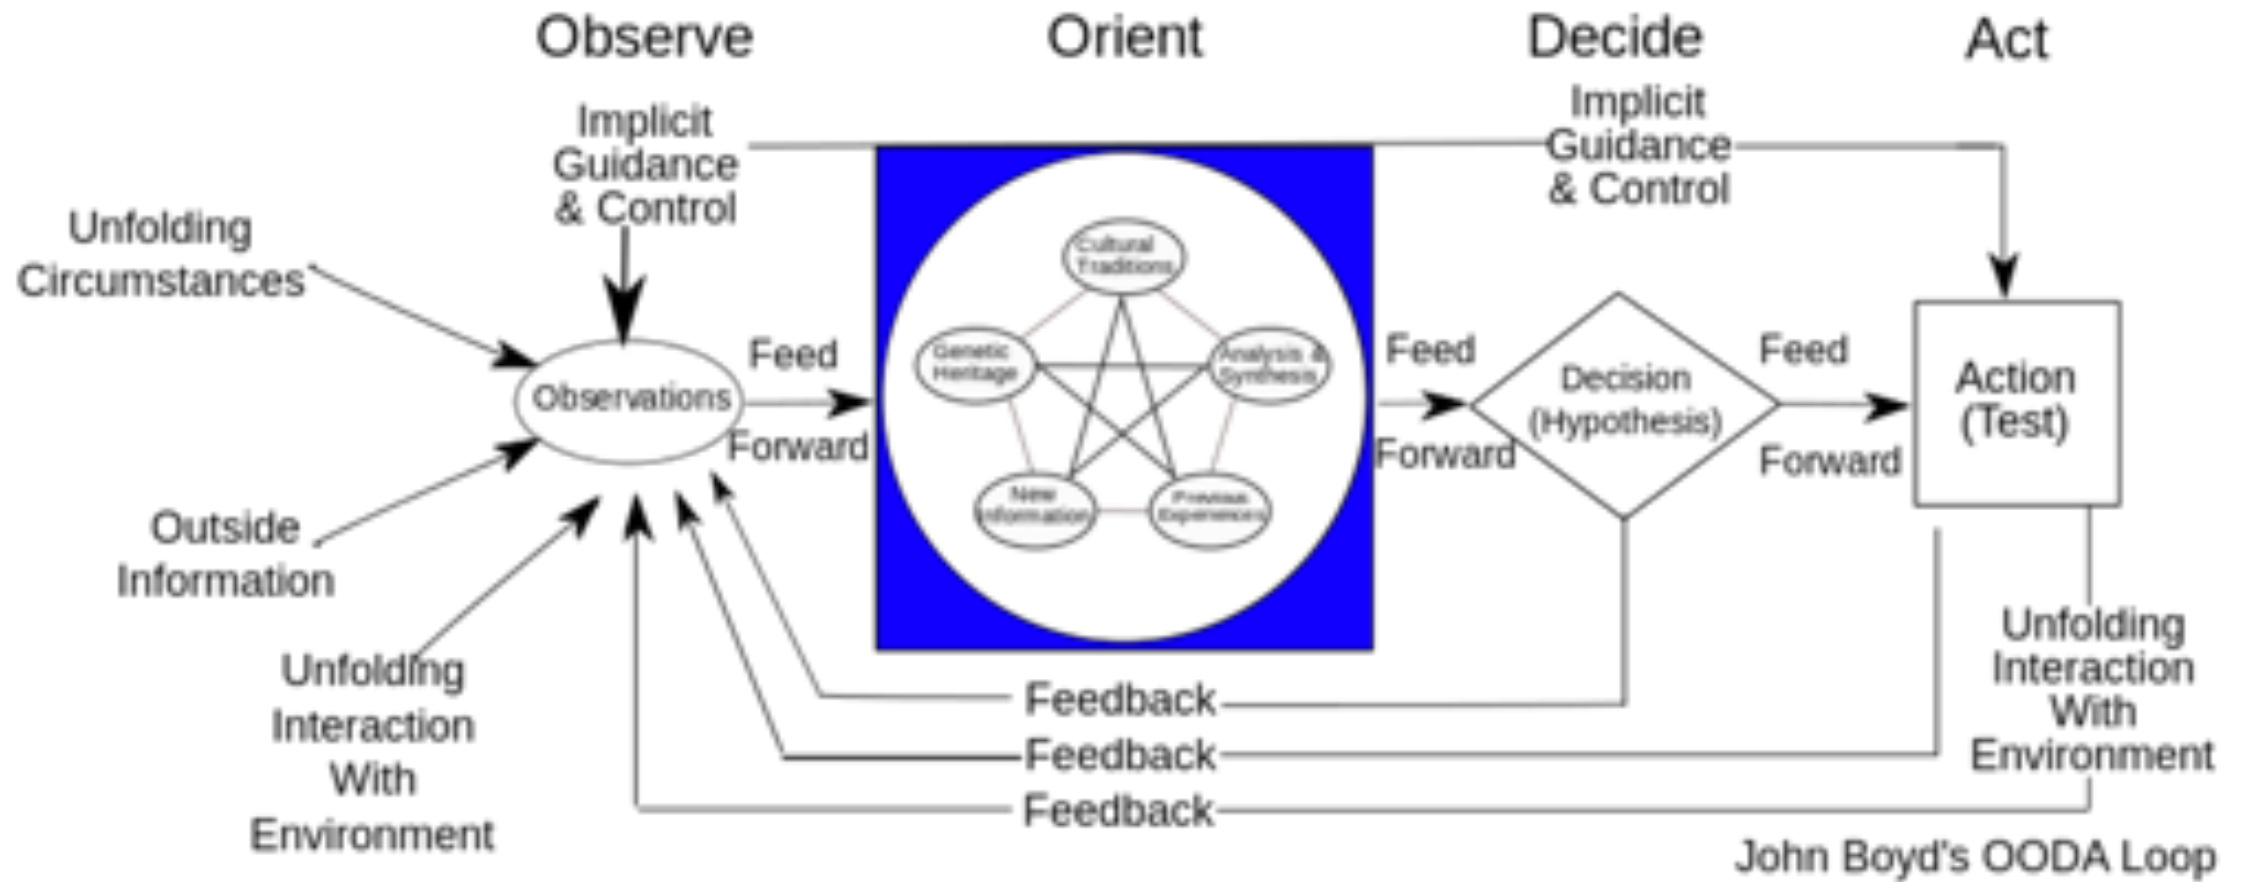 Observe
Orient
Decide
Act
Implicit
Guidance
& Control
Implicit
Guidance
& Control
Unfolding
Circumstances
Observations
Outside
Information
Unfolding
Interaction
With
Environment
Feed
Forward
Cultural
Traditions
Genetic
Heritage
Analysis &
Synthesis
New
Information
Previous
Experiences
Feed
Forward
Decision
(Hypothesis)
Feed
Forward
Action
(Test)
Unfolding
Interaction
With
Environment
Feedback
Feedback
Feedback
John Boyd's OODA Loop